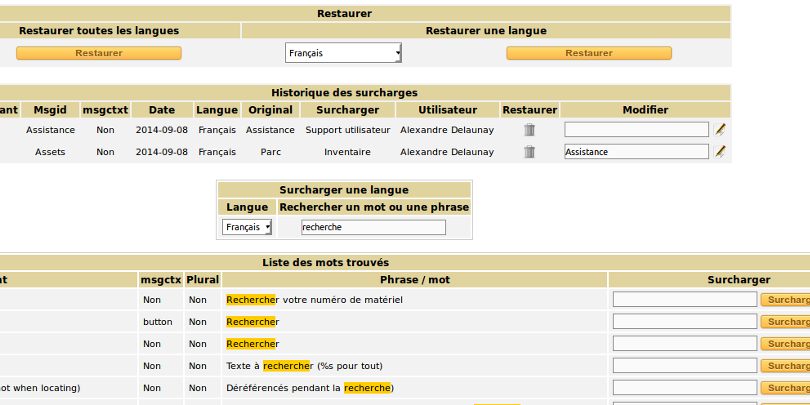 Restaurer
Restaurer toutes les langues Restaurer une langue
Restaurer Français Restaurer
Historique des surcharges
ant Msgid msgctxt Date Langue Original Surcharger Utilisateur Restaurer Modifier
Assistance Non 2014-09-08 Français Assistance Support utilisateur Alexandre Delaunay
Assets Non 2014-09-08 Français Parc Inventaire Alexandre Delaunay Assistance
Surcharger une langue
Langue Rechercher un mot ou une phrase
Français recherche
Liste des mots trouvés
nt msgctx Plural Phrase / mot Surcharger
Non Non Rechercher votre numéro de matériel Surcharg
button Non Rechercher Surcharg
Non Non Rechercher Surcharg
Non Non Texte à rechercher (%s pour tout) Surcharg
not when locating) Non Non Déréférencés pendant la recherche) Surcharg